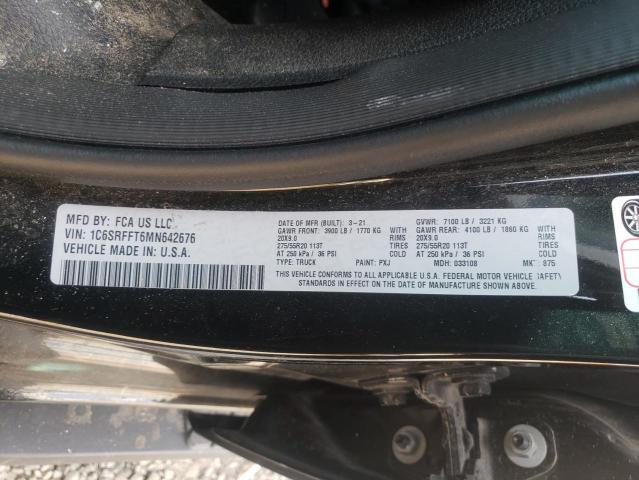 MFD BY: FCA US LLC
VIN: 1C6SRFFT6MN642676
VEHICLE MADE IN: U.S.A.
DATE OF MFR (BUILT): 3-21 GVWR: 7100 LB / 3221 KG
GAWR FRONT: 3900 LB / 1770 KG WITH GAWR REAR: 4100 LB / 1860 KG WITH
20X9.0 RIMS 20X9.0 RIMS
275/55R20 113T TIRES 275/55R20 113T TIRES
AT 250 kPa / 36 PSI COLD AT 250 kPa / 36 PSI COLD
THIS VEHICLE CONFORMS TO ALL APPLICABLE U.S.A. FEDERAL MOTOR VEHICLE SAFETY
STANDARDS IN EFFECT ON THE DATE OF MANUFACTURE SHOWN ABOVE.
TYPE: TRUCK PAINT: PXJ MDH: 033108 MK: 875